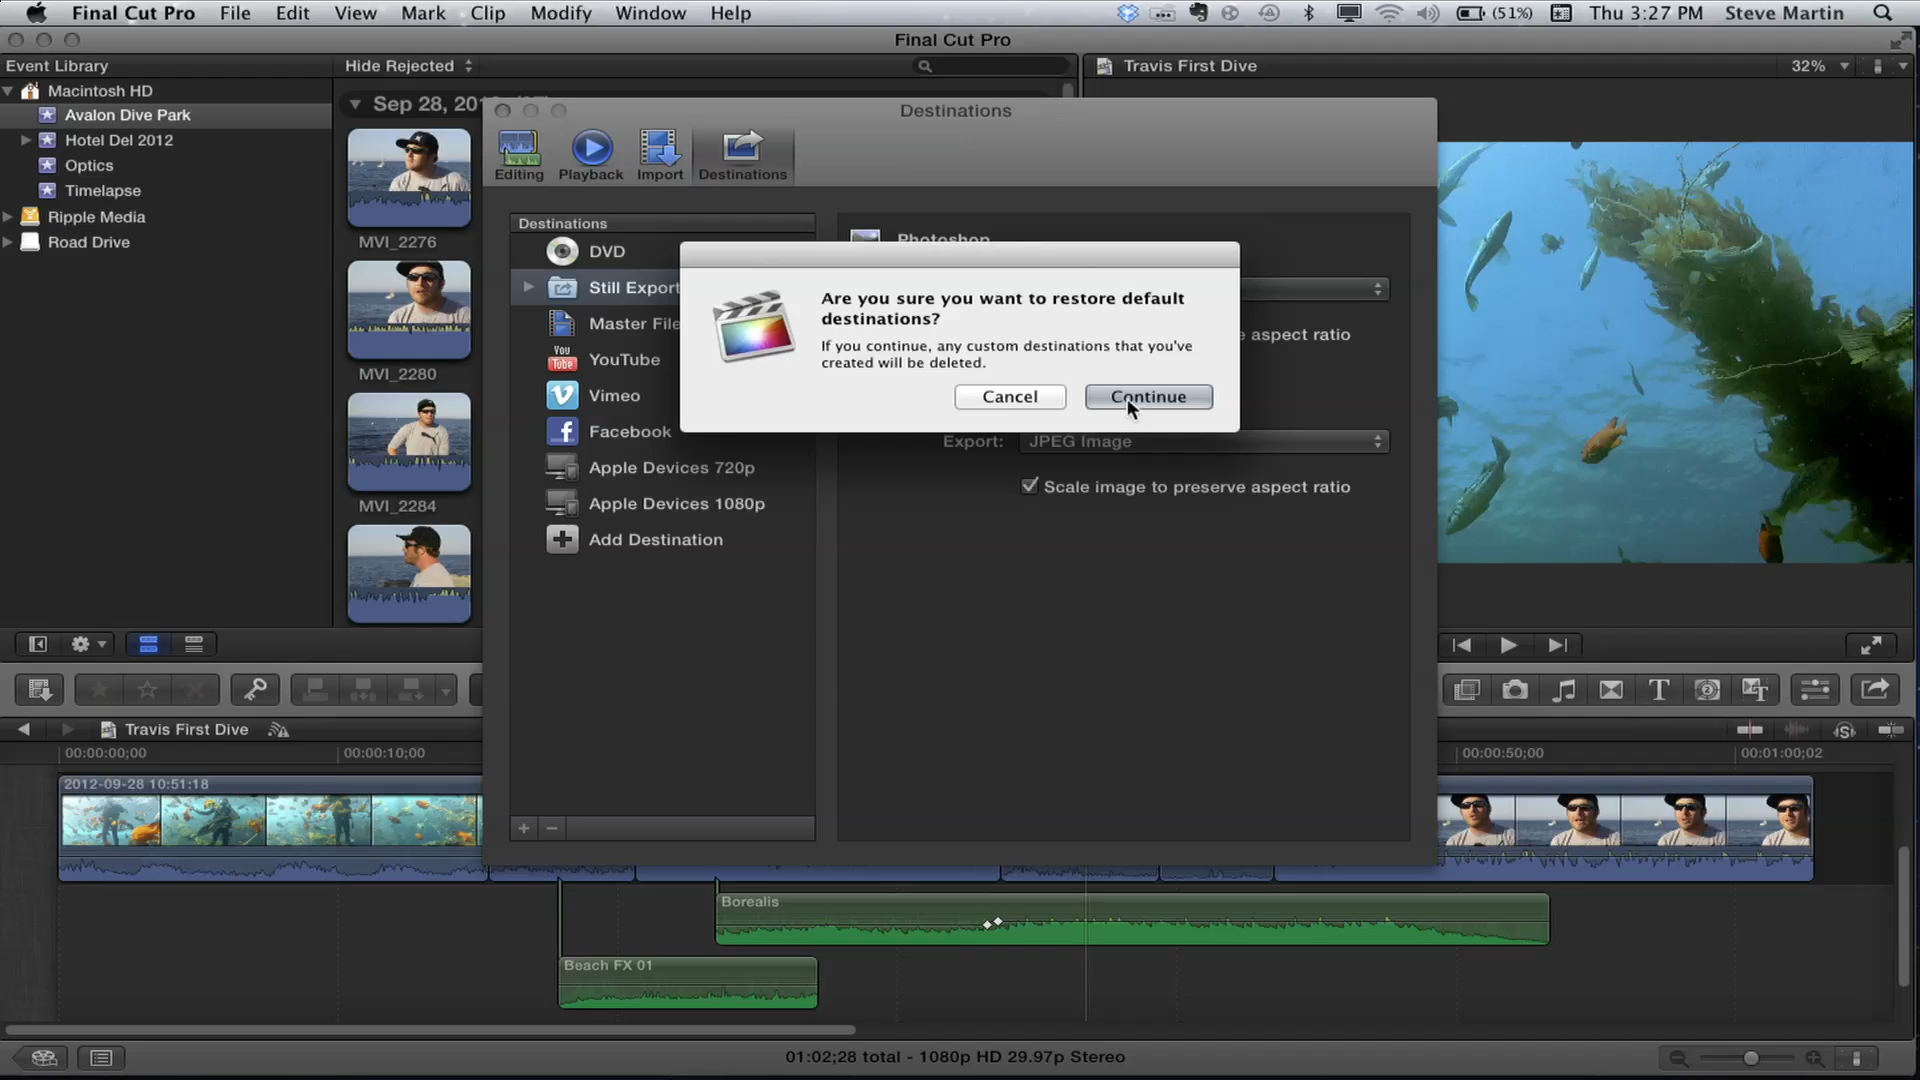 Final Cut Pro File Edit View Mark Clip Modify Window Help
(51%) Thu 3:27 PM Steve Martin
Final Cut Pro
Event Library
Hide Rejected
Travis First Dive
32%
Macintosh HD
Avalon Dive Park
Hotel Del 2012
Optics
Timelapse
Ripple Media
Road Drive
Sep 28,
MVI_2276
MVI_2280
MVI_2284
Destinations
Editing
Playback
Import
Destinations
Destinations
DVD
Still Export
Master File
YouTube
Vimeo
Facebook
Apple Devices 720p
Apple Devices 1080p
Add Destination
Photoshop
Are you sure you want to restore default
destinations?
If you continue, any custom destinations that you've
created will be deleted.
Cancel
Continue
e aspect ratio
Export: JPEG Image
Scale image to preserve aspect ratio
Travis First Dive
00:00:00;00
00:00:10;00
00:00:50;00
00:01:00;02
2012-09-28 10:51:18
Borealis
Beach FX 01
01:02;28 total - 1080p HD 29.97p Stereo